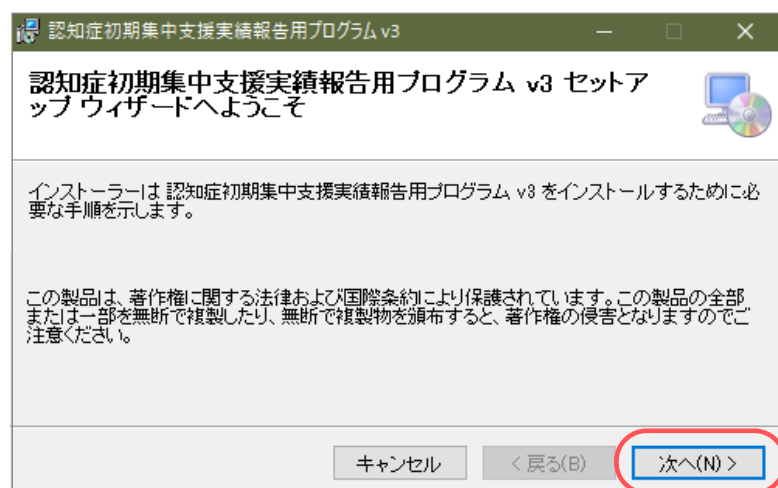 認知症初期集中支援実績報告用プログラム v3
認知症初期集中支援実績報告用プログラム v3 セットア
ップ ウィザードへようこそ
インストーラーは 認知症初期集中支援実績報告用プログラム v3 をインストールするために必
要な手順を示します。
この製品は、著作権に関する法律および国際条約により保護されています。この製品の全部
または一部を無断で複製したり、無断で複製物を頒布すると、著作権の侵害となりますのでご
注意ください。
キャンセル
< 戻る(B)
次へ(N) >